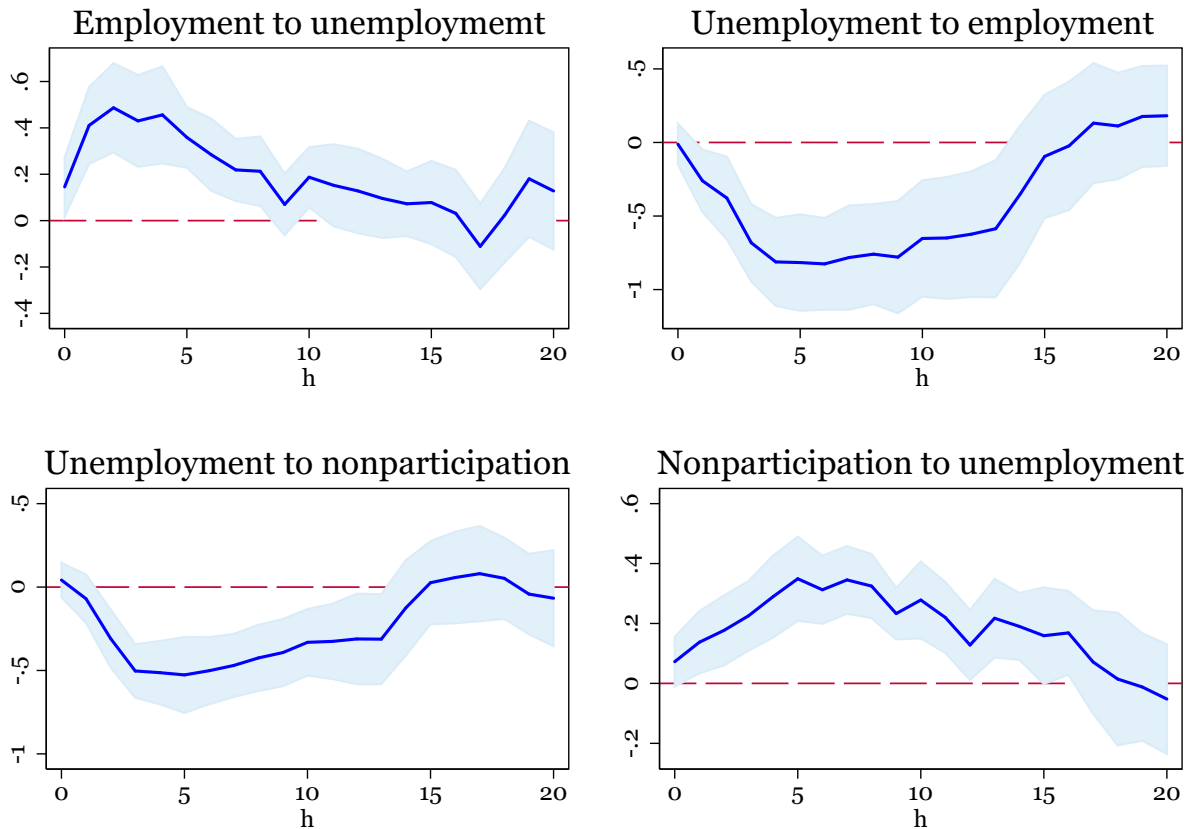 Employment to unemploymemt
.6
.4
.2
0
-.2
-.4
0 5 10 15 20
h
Unemployment to employment
.5
0
-.5
-1
0 5 10 15 20
h
Unemployment to nonparticipation
.5
0
-.5
-1
0 5 10 15 20
h
Nonparticipation to unemployment
.6
.4
.2
0
-.2
0 5 10 15 20
h